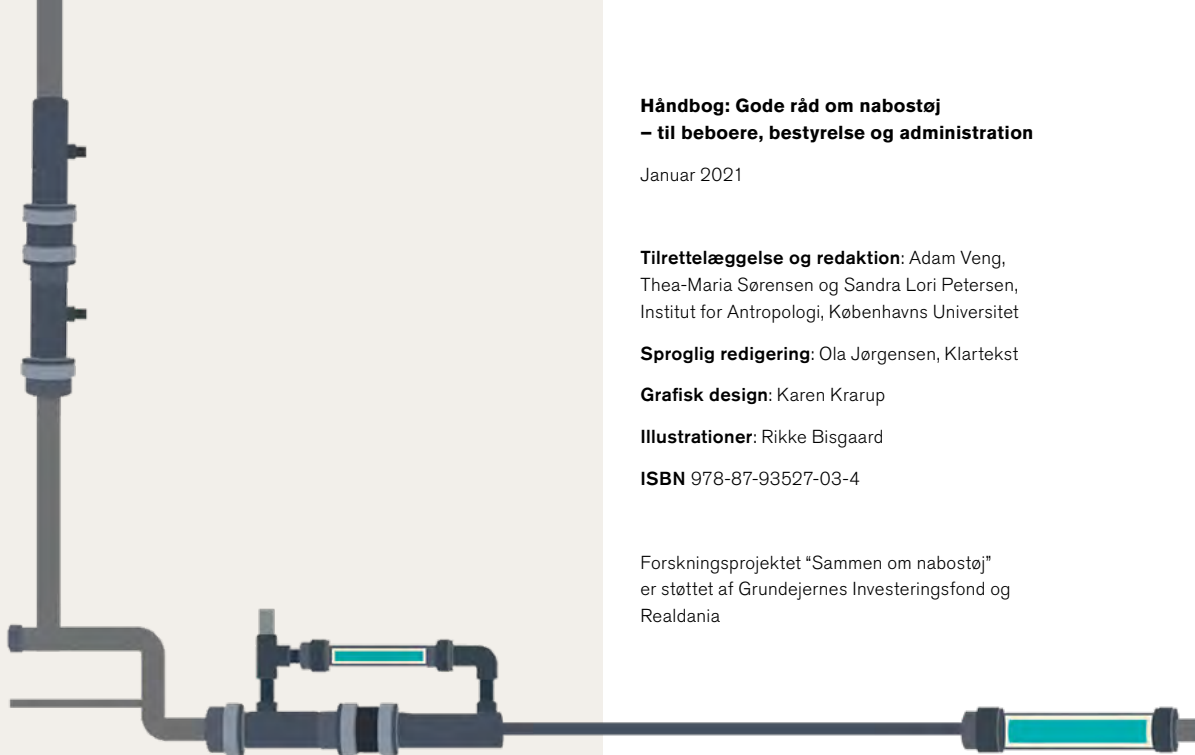 Håndbog: Gode råd om nabostøj
– til beboere, bestyrelse og administration
Januar 2021
Tilrettelæggelse og redaktion: Adam Veng,
Thea-Maria Sørensen og Sandra Lori Petersen,
Institut for Antropologi, Københavns Universitet
Sproglig redigering: Ola Jørgensen, Klartekst
Grafisk design: Karen Krarup
Illustrationer: Rikke Bisgaard
ISBN 978-87-93527-03-4
Forskningsprojektet “Sammen om nabostøj”
er støttet af Grundejernes Investeringsfond og
Realdania